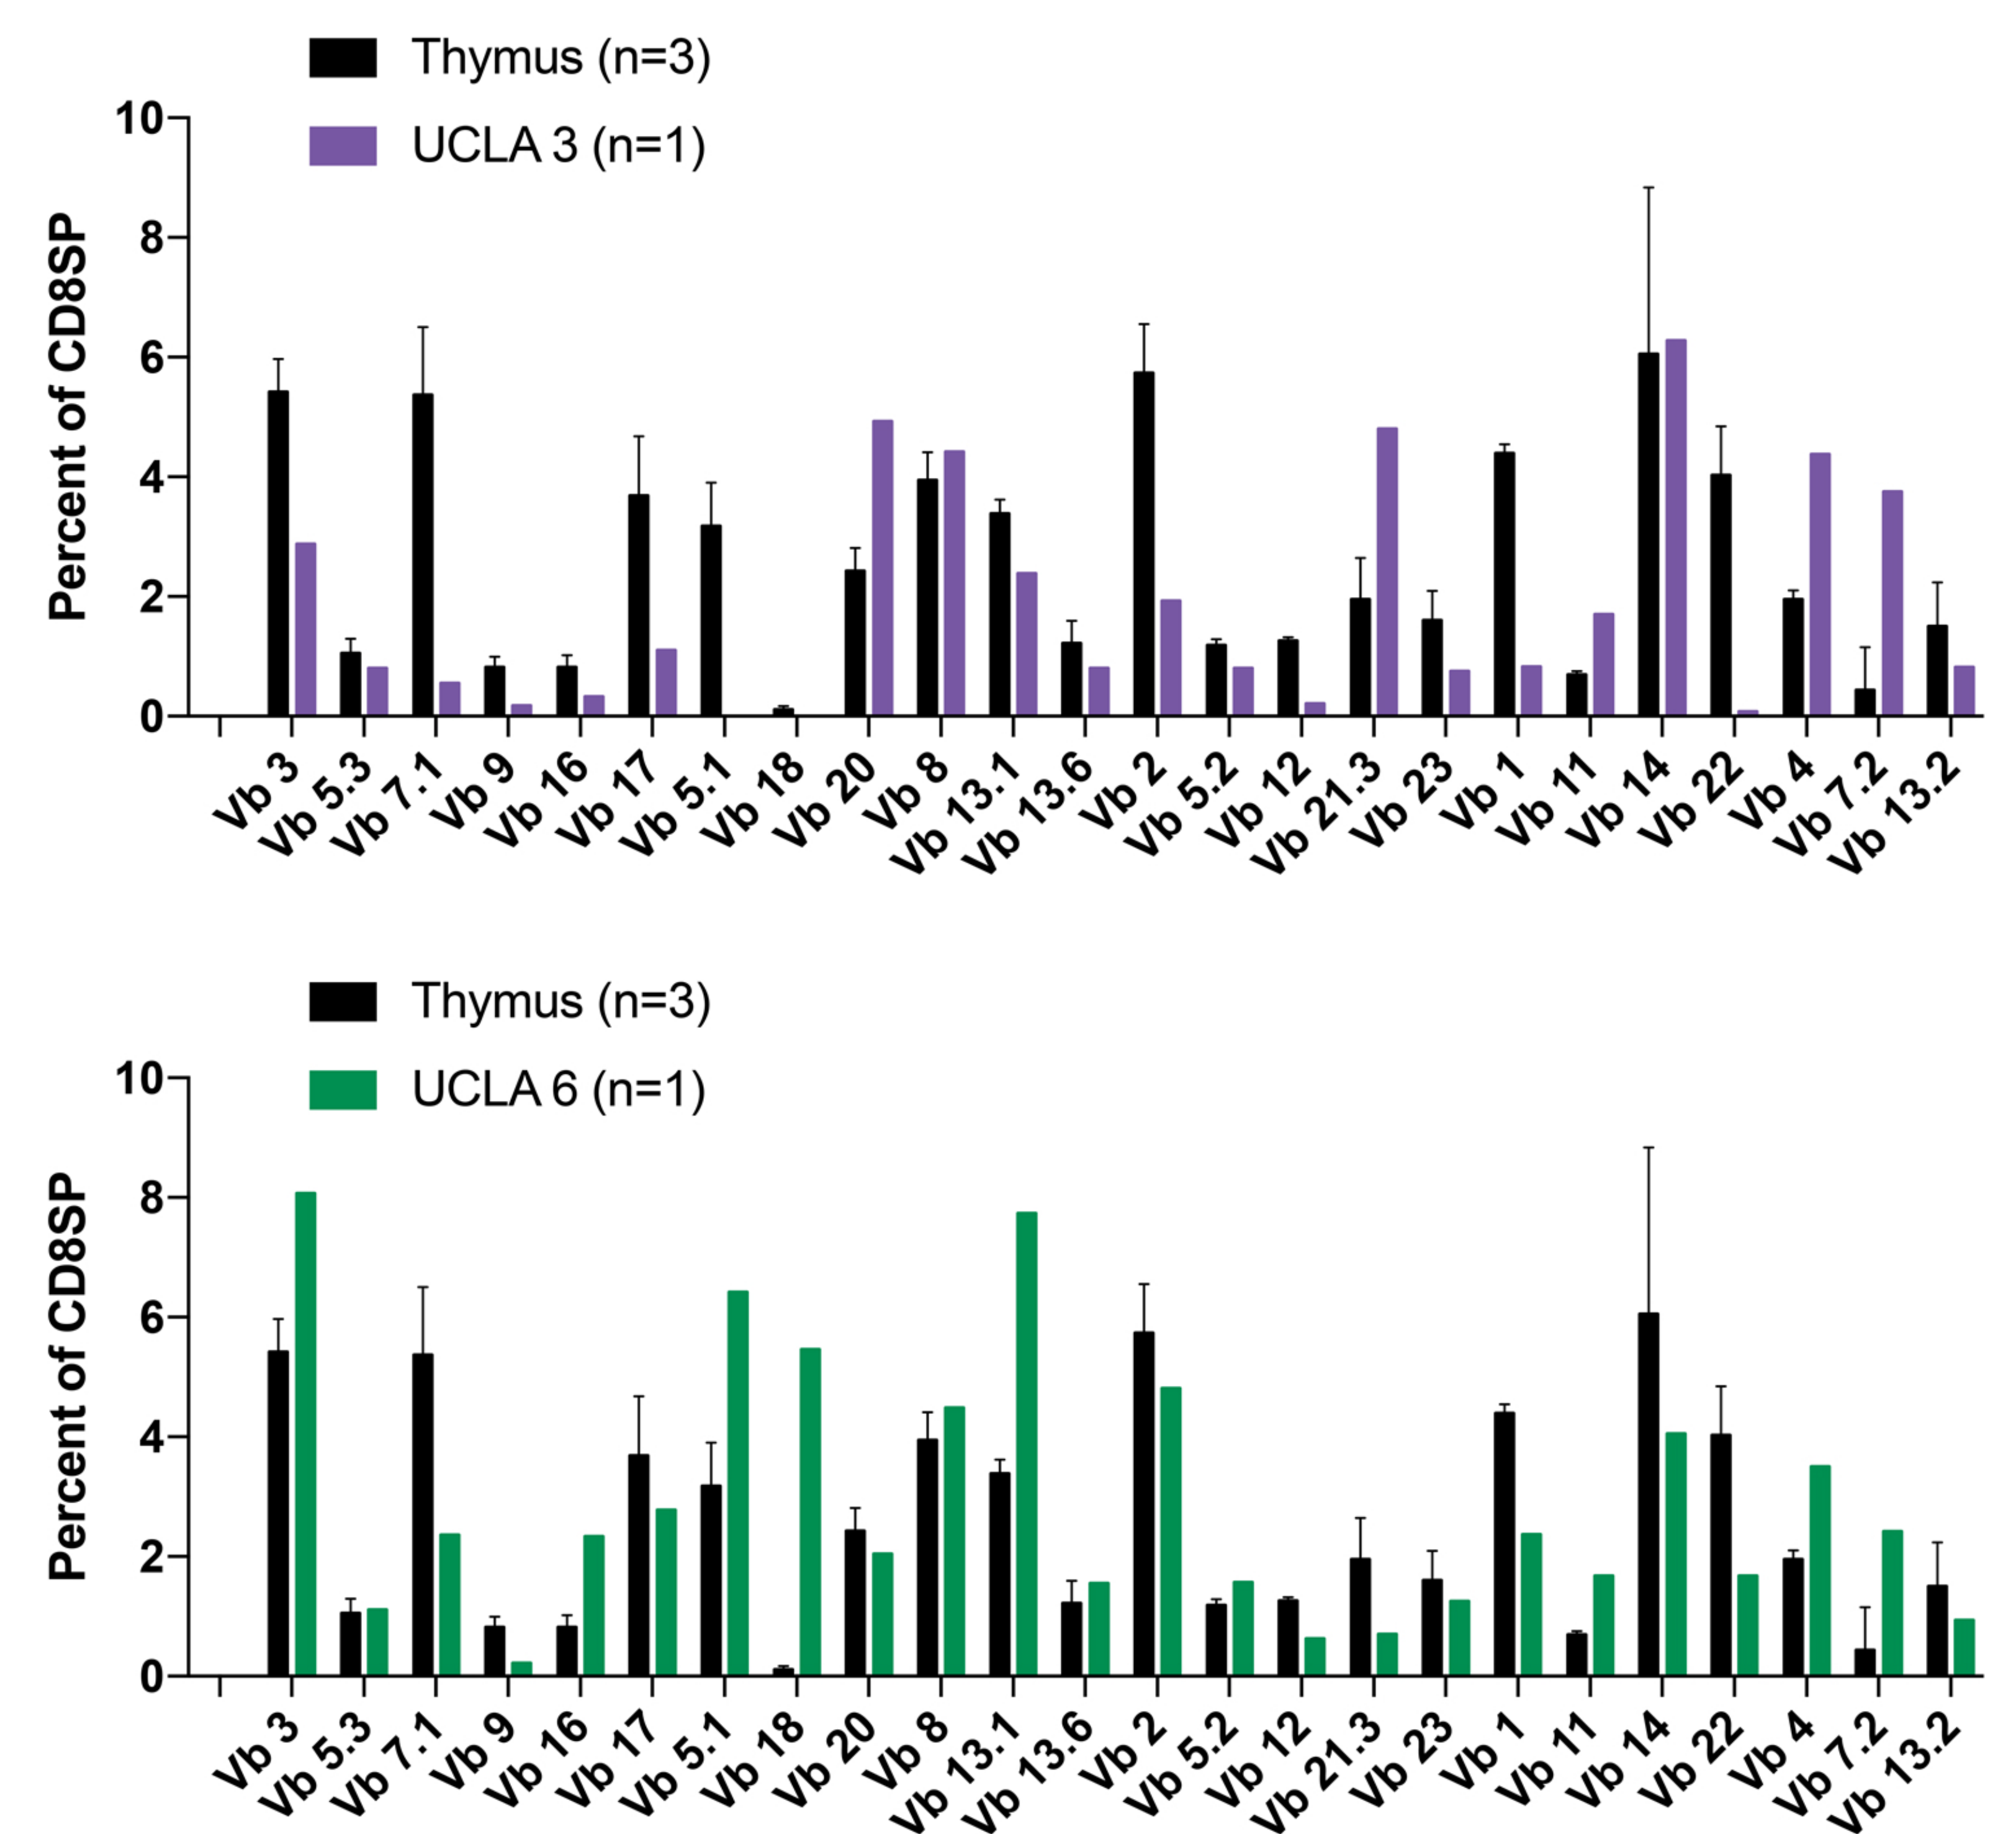 Thymus (n=3)
UCLA 3 (n=1)
Percent of CD8SP
10
8
6
4
2
0
Vb 3
Vb 5.3
Vb 7.1
Vb 9
Vb 16
Vb 17
Vb 5.1
Vb 18
Vb 20
Vb 8
Vb 13.1
Vb 13.6
Vb 2
Vb 5.2
Vb 12
Vb 21.3
Vb 23
Vb 1
Vb 11
Vb 14
Vb 22
Vb 4
Vb 7.2
Vb 13.2
Thymus (n=3)
UCLA 6 (n=1)
Percent of CD8SP
10
8
6
4
2
0
Vb 3
Vb 5.3
Vb 7.1
Vb 9
Vb 16
Vb 17
Vb 5.1
Vb 18
Vb 20
Vb 8
Vb 13.1
Vb 13.6
Vb 2
Vb 5.2
Vb 12
Vb 21.3
Vb 23
Vb 1
Vb 11
Vb 14
Vb 22
Vb 4
Vb 7.2
Vb 13.2